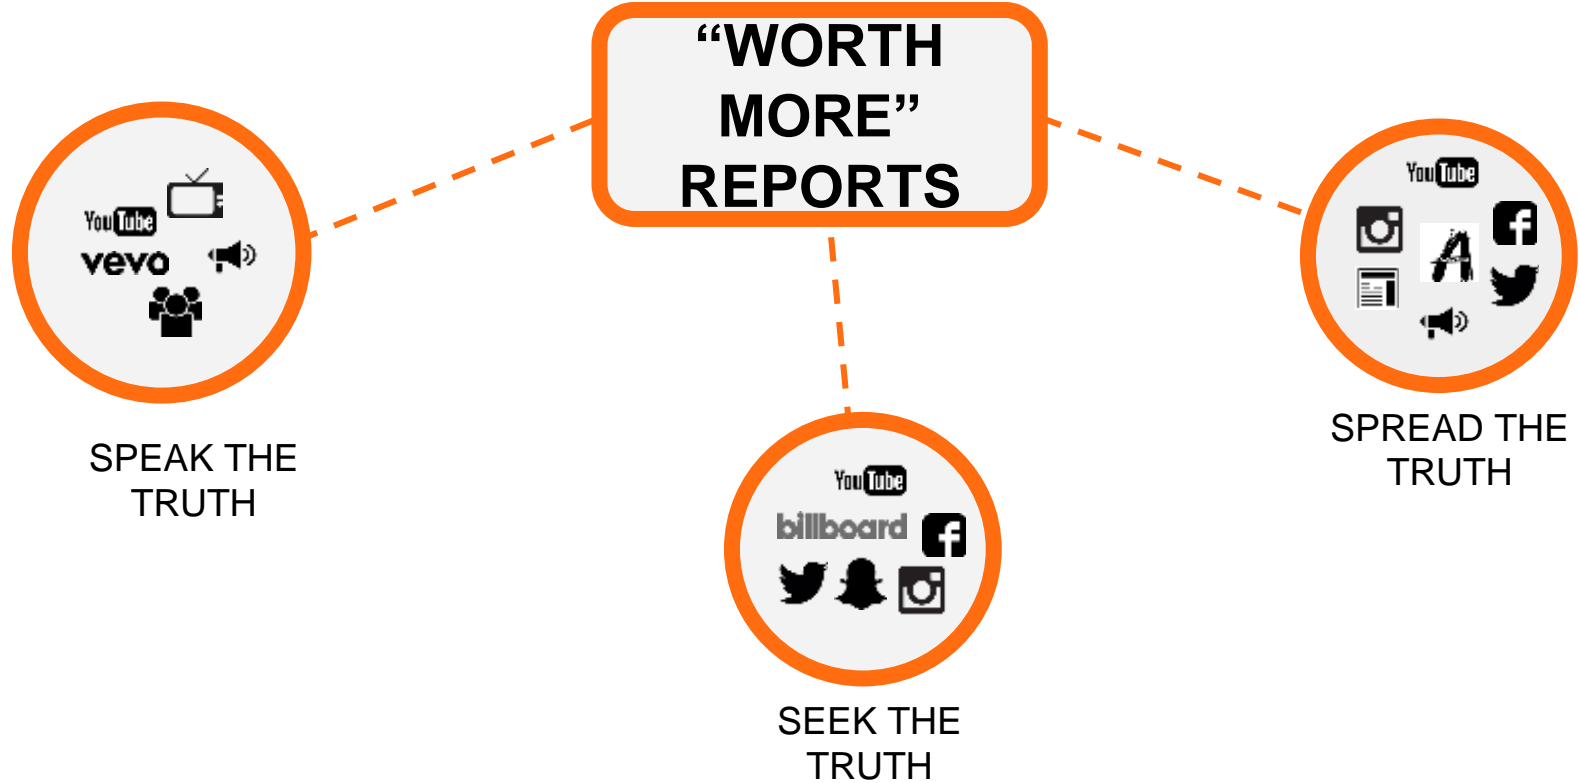 “WORTH
MORE”
REPORTS
YouTube
vevo
SPEAK THE
TRUTH
YouTube
billboard
SEEK THE
TRUTH
YouTube
A
SPREAD THE
TRUTH